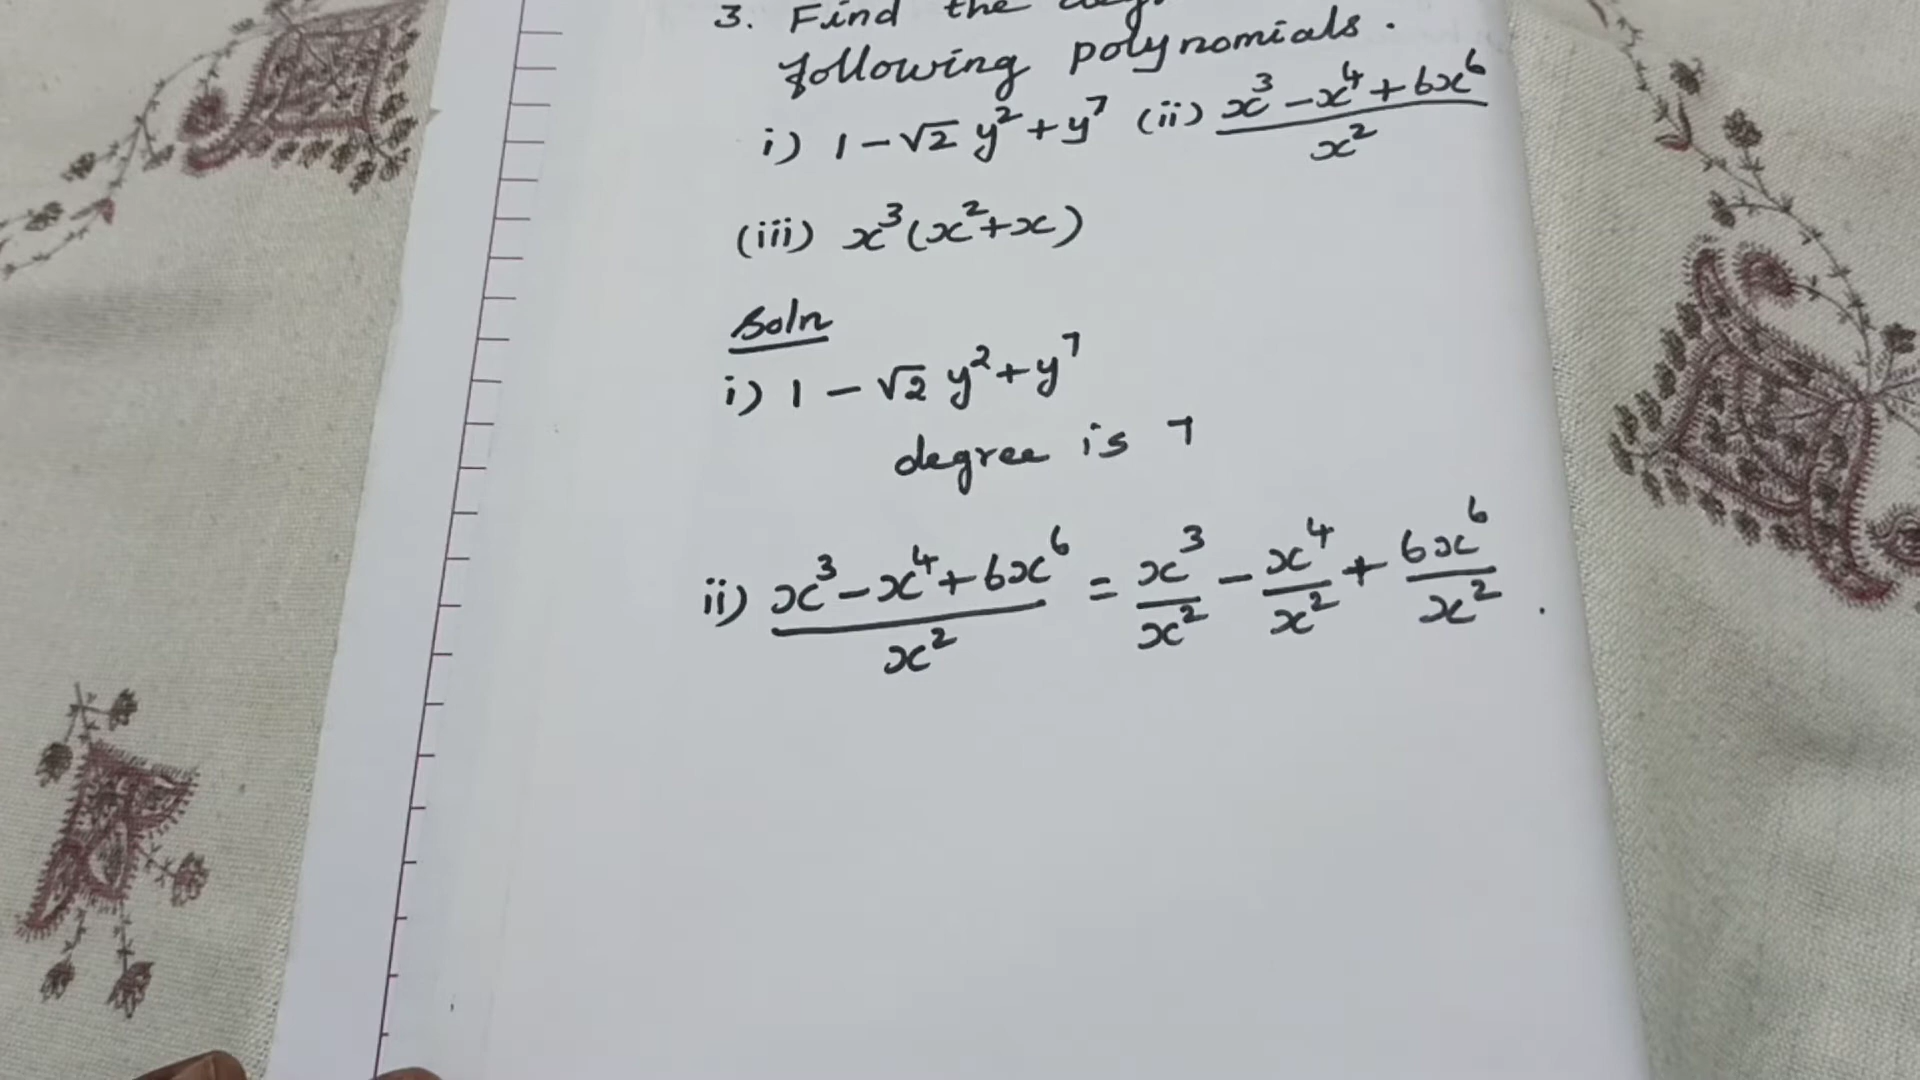 3. Find the
following polynomials.
i) 1 - √2 y² + y⁷ (ii) x³ - x⁴ + 6x⁶ / x²
(iii) x³(x² + x)
Soln
i) 1 - √2 y² + y⁷
degree is 7
ii) x³ - x⁴ + 6x⁶ / x² = x³/x² - x⁴/x² + 6x⁶/x² .